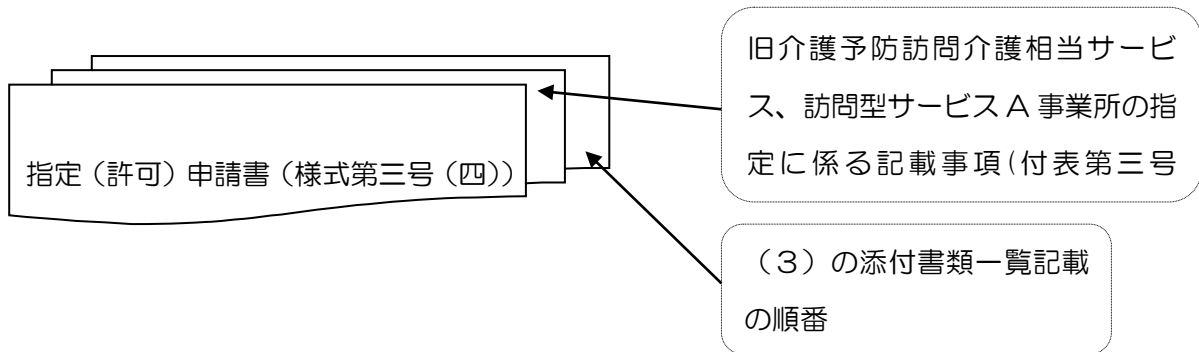 旧介護予防訪問介護相当サービ
ス、訪問型サービスA事業所の指
定に係る記載事項(付表第三号
指定（許可）申請書（様式第三号（四））
（３）の添付書類一覧記載
の順番